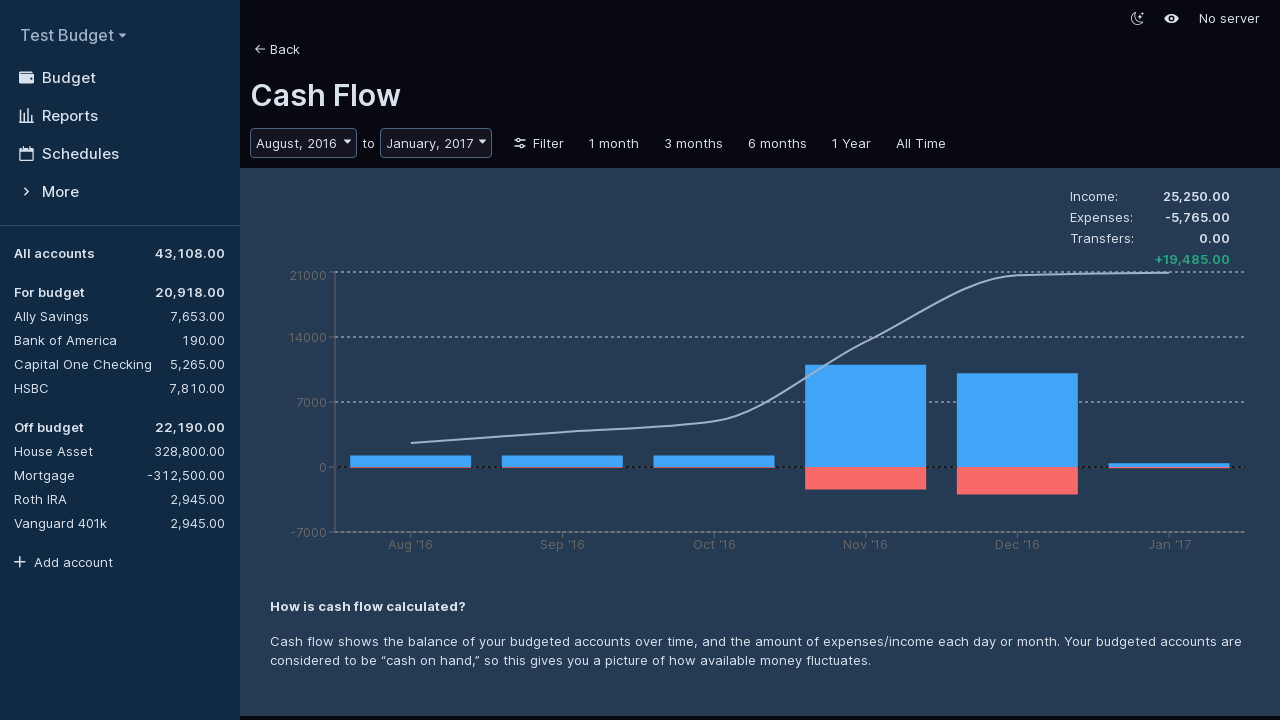 Test Budget
Budget
Reports
Schedules
More
All accounts 43,108.00
For budget 20,918.00
Ally Savings 7,653.00
Bank of America 190.00
Capital One Checking 5,265.00
HSBC 7,810.00
Off budget 22,190.00
House Asset 328,800.00
Mortgage -312,500.00
Roth IRA 2,945.00
Vanguard 401k 2,945.00
Add account
No server
Back
Cash Flow
August, 2016 to January, 2017 Filter 1 month 3 months 6 months 1 Year All Time
Income: 25,250.00
Expenses: -5,765.00
Transfers: 0.00
+19,485.00
21000
14000
7000
0
-7000
Aug '16 Sep '16 Oct '16 Nov '16 Dec '16 Jan '17
How is cash flow calculated?
Cash flow shows the balance of your budgeted accounts over time, and the amount of expenses/income each day or month. Your budgeted accounts are
considered to be “cash on hand,” so this gives you a picture of how available money fluctuates.